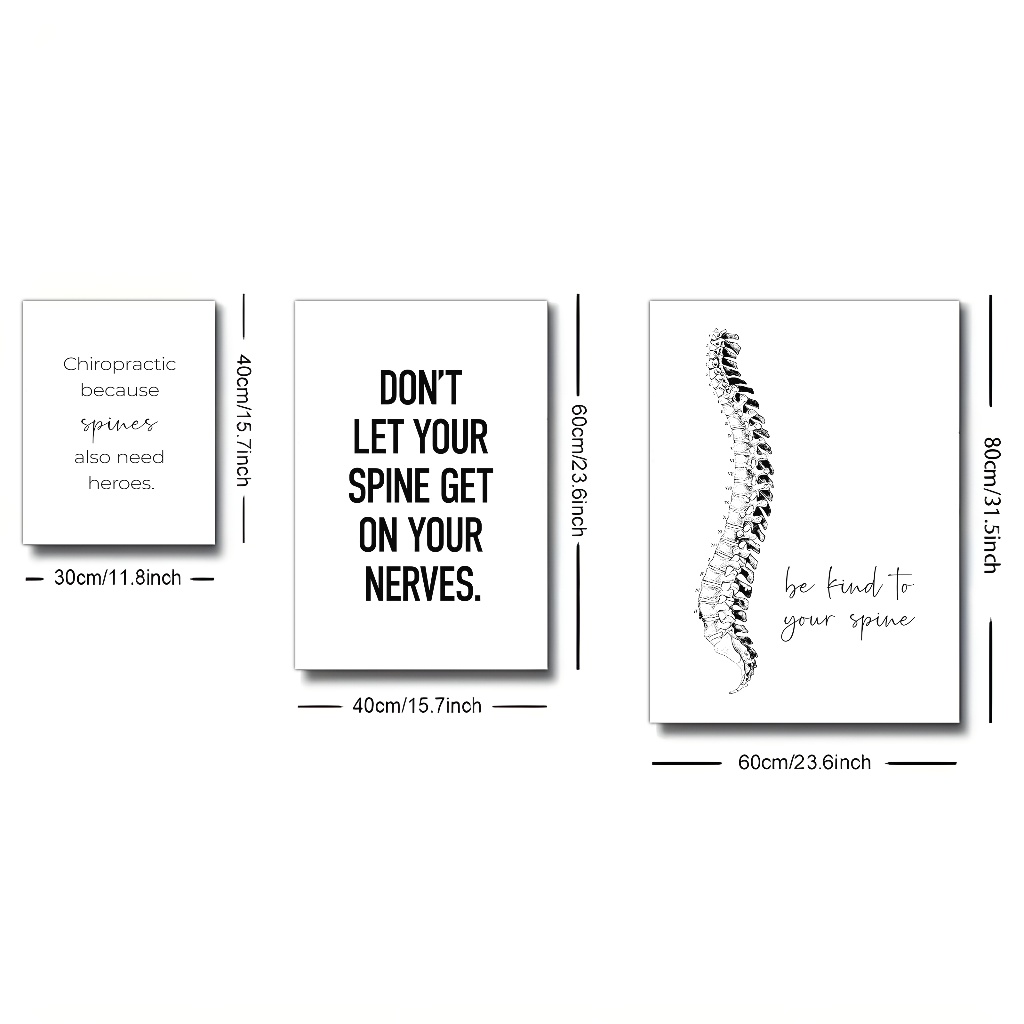 Chiropractic
because
spines
also need
heroes.
40cm/15.7inch
30cm/11.8inch
DON'T
LET YOUR
SPINE GET
ON YOUR
NERVES.
60cm/23.6inch
40cm/15.7inch
be kind to
your spine
80cm/31.5inch
60cm/23.6inch